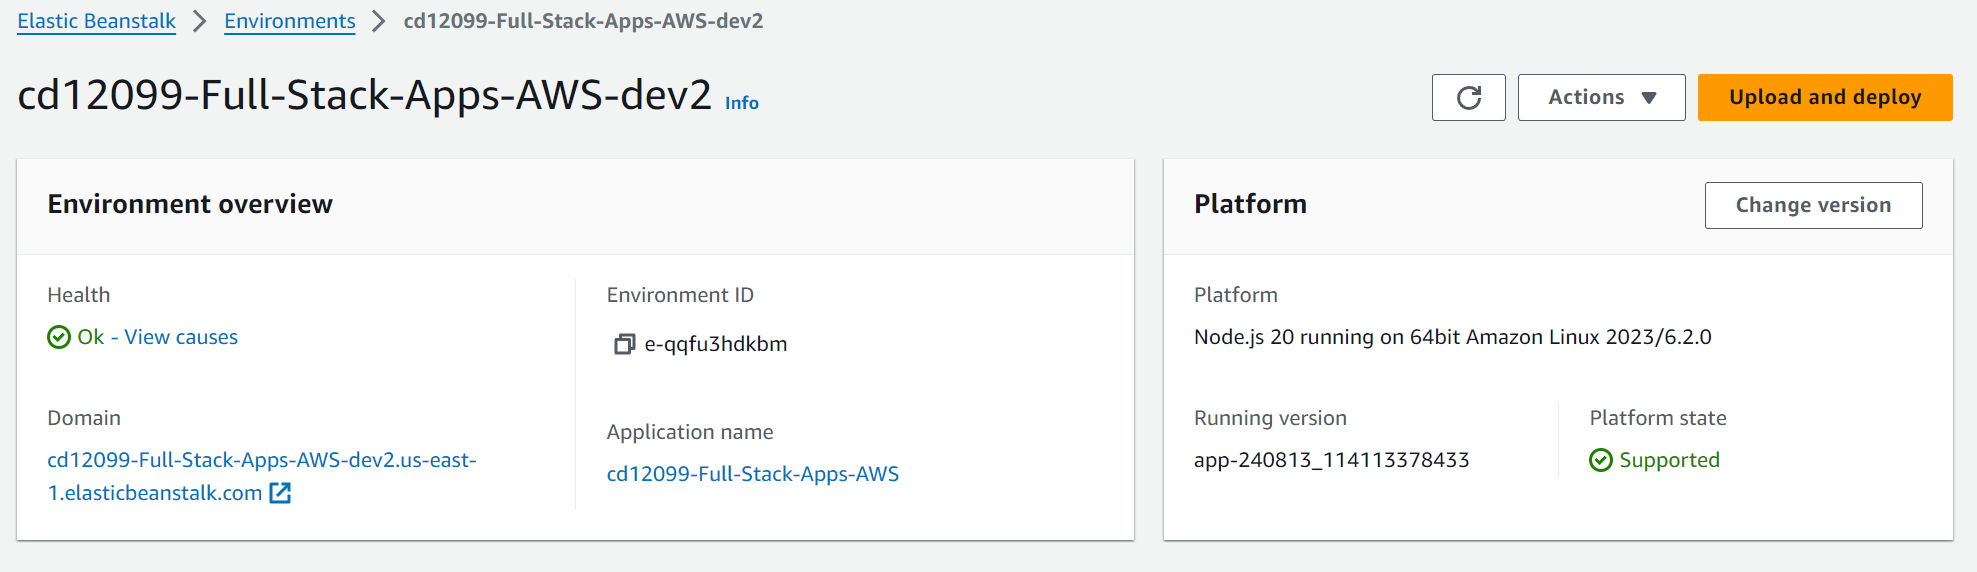 Elastic Beanstalk > Environments > cd12099-Full-Stack-Apps-AWS-dev2
cd12099-Full-Stack-Apps-AWS-dev2 Info
Actions
Upload and deploy
Environment overview
Health
Ok - View causes
Domain
cd12099-Full-Stack-Apps-AWS-dev2.us-east-
1.elasticbeanstalk.com
Environment ID
e-qqfu3hdkbm
Application name
cd12099-Full-Stack-Apps-AWS
Platform
Change version
Platform
Node.js 20 running on 64bit Amazon Linux 2023/6.2.0
Running version
app-240813_114113378433
Platform state
Supported